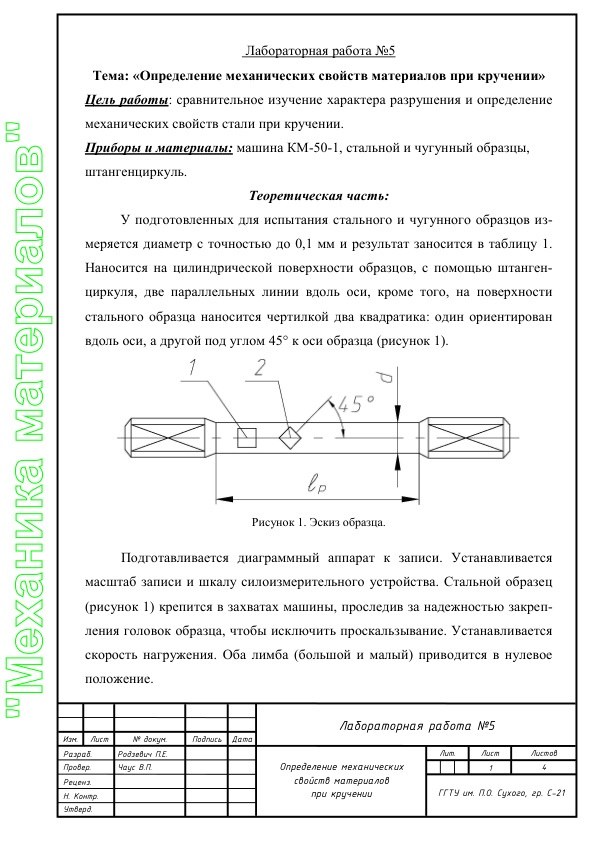 "Механика материалов"
Лабораторная работа №5
Тема: «Определение механических свойств материалов при кручении»
Цель работы: сравнительное изучение характера разрушения и определение
механических свойств стали при кручении.
Приборы и материалы: машина КМ-50-1, стальной и чугунный образцы,
штангенциркуль.
Теоретическая часть:
У подготовленных для испытания стального и чугунного образцов из-
меряется диаметр с точностью до 0,1 мм и результат заносится в таблицу 1.
Наносится на цилиндрической поверхности образцов, с помощью штанген-
циркуля, две параллельных линии вдоль оси, кроме того, на поверхности
стального образца наносится чертилкой два квадратика: один ориентирован
вдоль оси, а другой под углом 45° к оси образца (рисунок 1).
1 2 d
45°
lр
Рисунок 1. Эскиз образца.
Подготавливается диаграммный аппарат к записи. Устанавливается
масштаб записи и шкалу силоизмерительного устройства. Стальной образец
(рисунок 1) крепится в захватах машины, проследив за надежностью закреп-
ления головок образца, чтобы исключить проскальзывание. Устанавливается
скорость нагружения. Оба лимба (большой и малый) приводится в нулевое
положение.
Лабораторная работа №5
Изм. Лист № докум. Подпись Дата
Разраб. Родзевич П.Е.
Провер. Чаус В.П.
Реценз.
Н. Контр.
Утверд.
Определение механических
свойств материалов
при кручении
Лит. Лист Листов
1 4
ГГТУ им. П.О. Сухого, гр. С-21